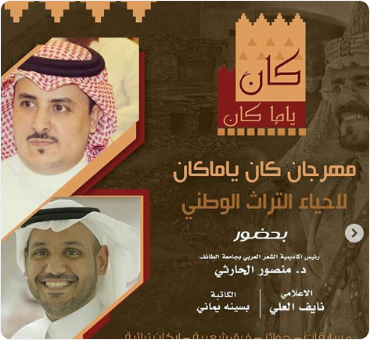 كان
ياما كان
مهرجان كان ياماكان
لاحياء التراث الوطني
بحضور
رئيس اكاديمية الشعر العربي بجامعة الطائف
د. منصور الحارثي
الاعلامي
نايف العلي
الكاتبة
بسينه يماني